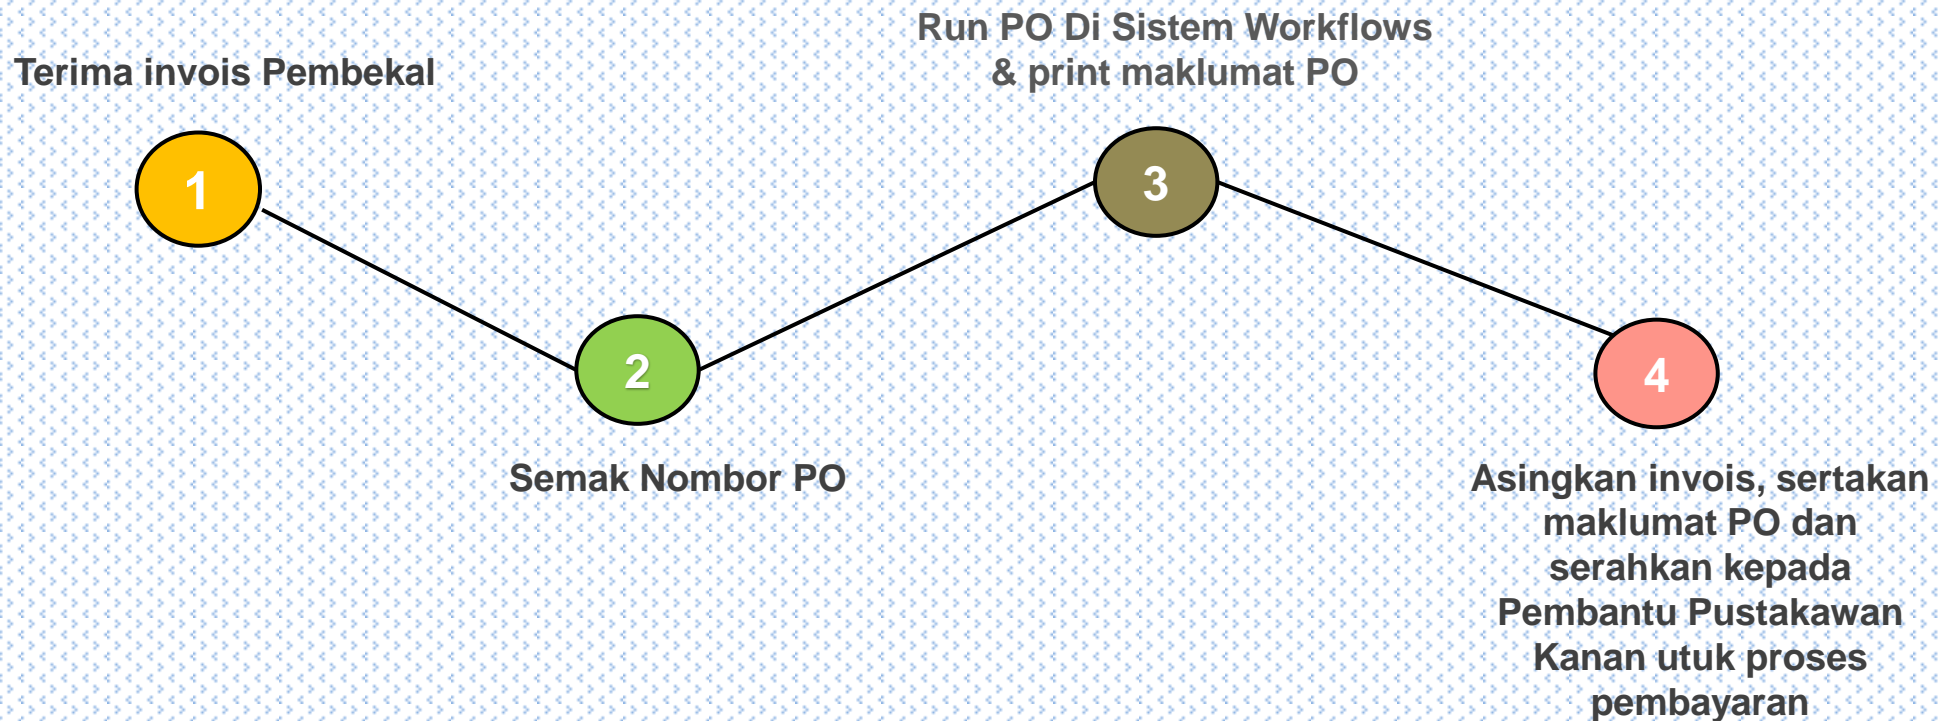 Terima invois Pembekal
1
2
Semak Nombor PO
Run PO Di Sistem Workflows
& print maklumat PO
3
4
Asingkan invois, sertakan
maklumat PO dan
serahkan kepada
Pembantu Pustakawan
Kanan utuk proses
pembayaran